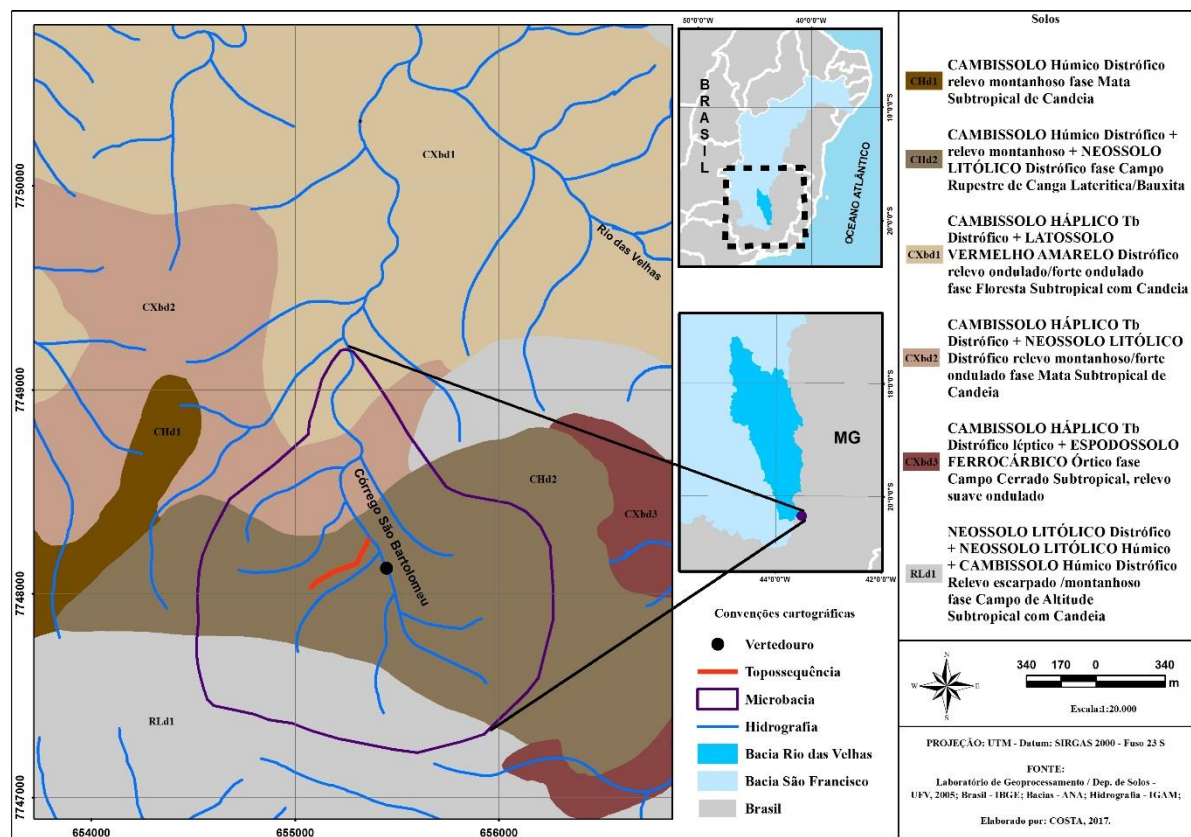 7750000
7749000
7748000
7747000
654000
655000
656000
CXbd1
Rio das Velhas
CXbd2
CHd1
CHd2
CXbd3
Córrego São Bartolomeu
RLd1
50°0'0"S
40°0'0"S
BRASIL
10°0'0"S
20°0'0"S
OCEANO ATLÂNTICO
MG
18°0'0"S
20°0'0"S
44°0'0"S
42°0'0"S
Convenções cartográficas
Vertedouro
Topossequência
Microbacia
Hidrografia
Bacia Rio das Velhas
Bacia São Francisco
Brasil
Solos
CHd1
CAMBISSOLO Húmico Distrófico
relevo montanhoso fase Mata
Subtropical de Candeia
CHd2
CAMBISSOLO Húmico Distrófico +
relevo montanhoso + NEOSSOLO
LITÓLICO Distrófico fase Campo
Rupestre de Canga Lateritica/Bauxita
CXbd1
CAMBISSOLO HÁPLICO Tb
Distrófico + LATOSSOLO
VERMELHO AMARELO Distrófico
relevo ondulado/forte ondulado
fase Floresta Subtropical com Candeia
CXbd2
CAMBISSOLO HÁPLICO Tb
Distrófico + NEOSSOLO LITÓLICO
Distrófico relevo montanhoso/forte
ondulado fase Mata Subtropical de
Candeia
CXbd3
CAMBISSOLO HÁPLICO Tb
Distrófico léptico + ESPODOSSOLO
FERROCÁRBICO Órtico fase
Campo Cerrado Subtropical, relevo
suave ondulado
RLd1
NEOSSOLO LITÓLICO Distrófico
+ NEOSSOLO LITÓLICO Húmico
+ CAMBISSOLO Húmico Distrófico
Relevo escarpado /montanhoso
fase Campo de Altitude
Subtropical com Candeia
N
W E
S
340 170 0 340
m
Escala:1:20.000
PROJEÇÃO: UTM - Datum: SIRGAS 2000 - Fuso 23 S
FONTE:
Laboratório de Geoprocessamento / Dep. de Solos -
UFV, 2005; Brasil - IBGE; Bacias - ANA; Hidrografia - IGAM;
Elaborado por: COSTA, 2017.